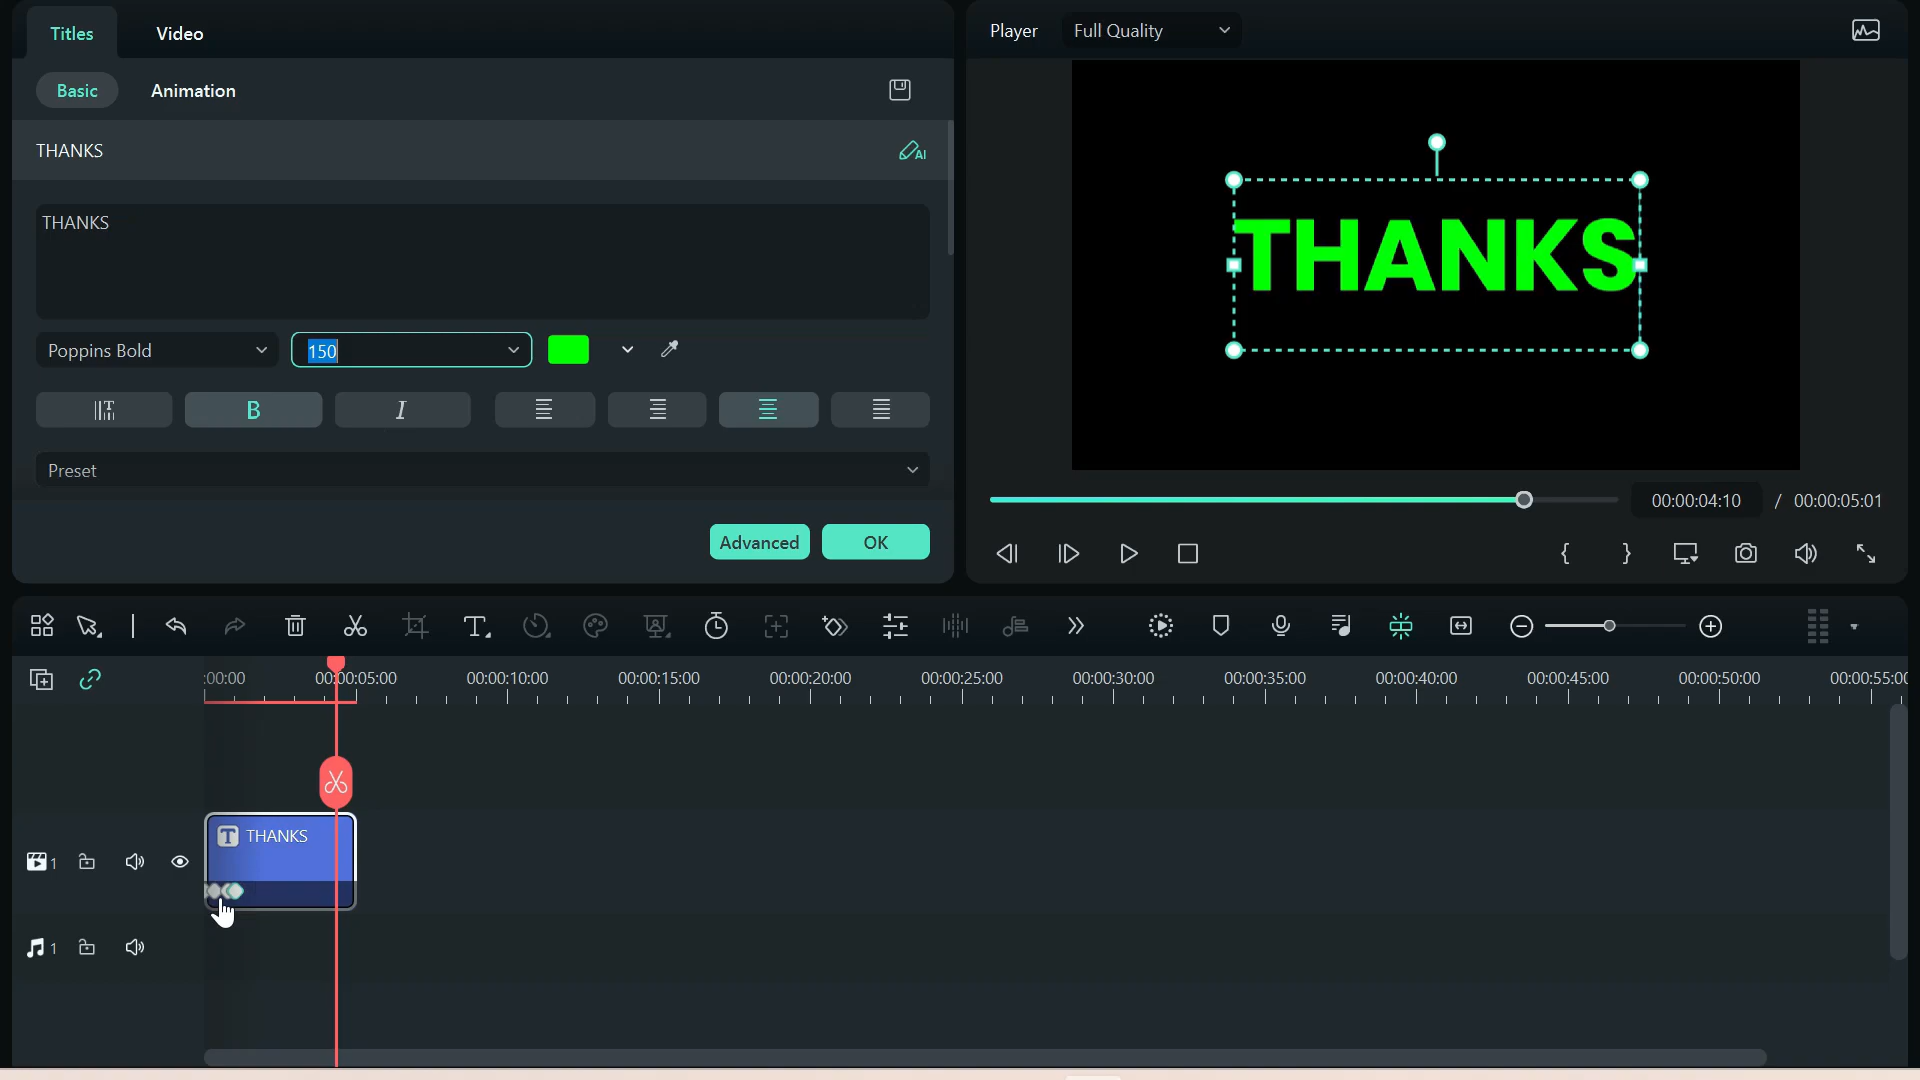 Titles
Video
Basic
Animation
THANKS
AI
THANKS
Poppins Bold
150
B
I
Preset
Advanced
OK
Player
Full Quality
THANKS
00:00:04:10 / 00:00:05:01
:00:00
00:00:05:00
00:00:10:00
00:00:15:00
00:00:20:00
00:00:25:00
00:00:30:00
00:00:35:00
00:00:40:00
00:00:45:00
00:00:50:00
00:00:55:00
T THANKS
1
1